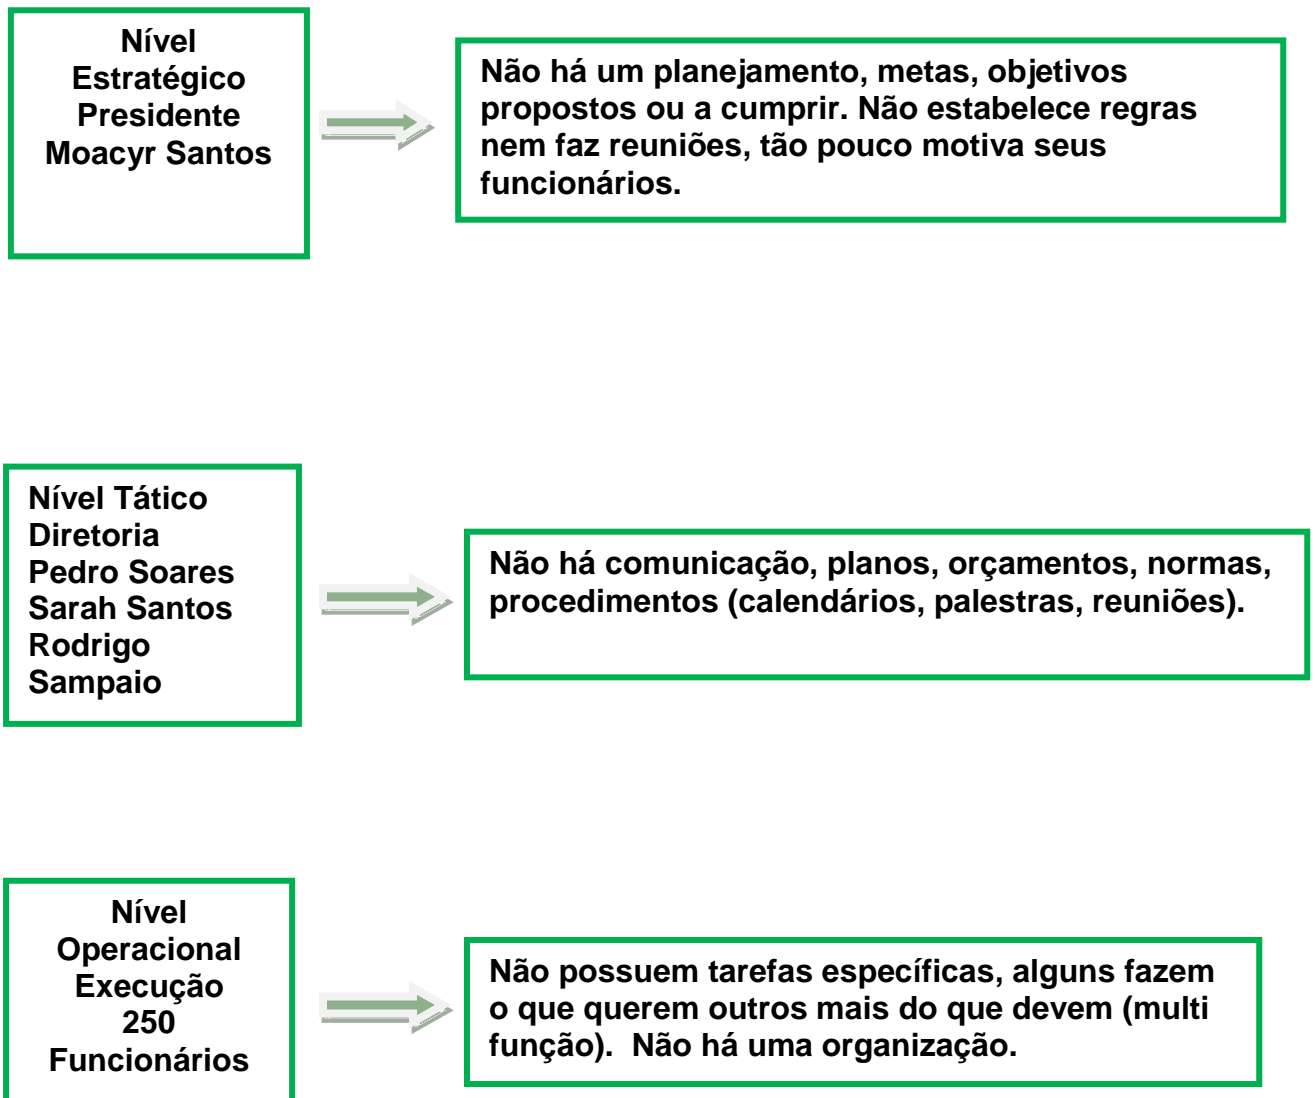 Nível
Estratégico
Presidente
Moacyr Santos
Não há um planejamento, metas, objetivos
propostos ou a cumprir. Não estabelece regras
nem faz reuniões, tão pouco motiva seus
funcionários.
Nível Tático
Diretoria
Pedro Soares
Sarah Santos
Rodrigo
Sampaio
Não há comunicação, planos, orçamentos, normas,
procedimentos (calendários, palestras, reuniões).
Nível
Operacional
Execução
250
Funcionários
Não possuem tarefas específicas, alguns fazem
o que querem outros mais do que devem (multi
função).  Não há uma organização.